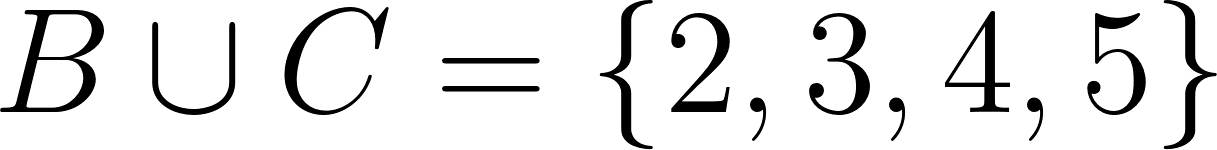 B ∪ C = {2, 3, 4, 5}